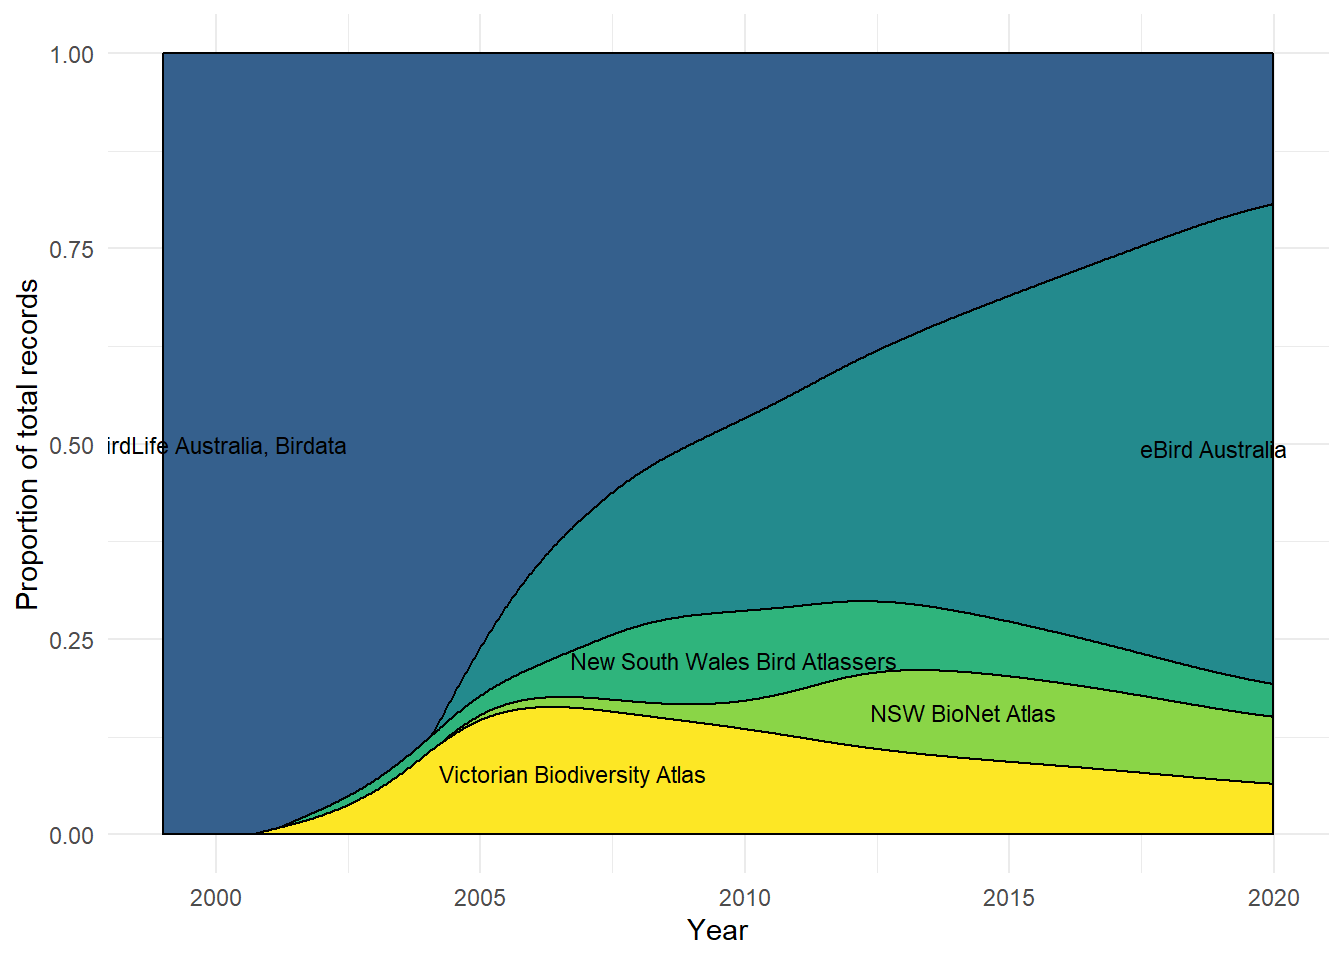 1.00
0.75
0.50
0.25
0.00
Proportion of total records
irdLife Australia, Birdata
eBird Australia
New South Wales Bird Atlassers
NSW BioNet Atlas
Victorian Biodiversity Atlas
2000
2005
2010
2015
2020
Year